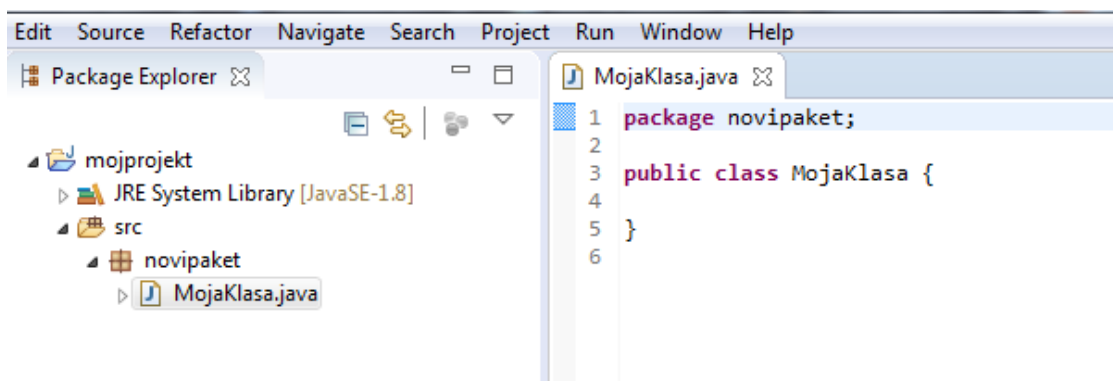 Edit Source Refactor Navigate Search Project Run Window Help
Package Explorer
mojprojekt
JRE System Library [JavaSE-1.8]
src
novipaket
MojaKlasa.java
MojaKlasa.java
1 package novipaket;
2
3 public class MojaKlasa {
4
5 }
6